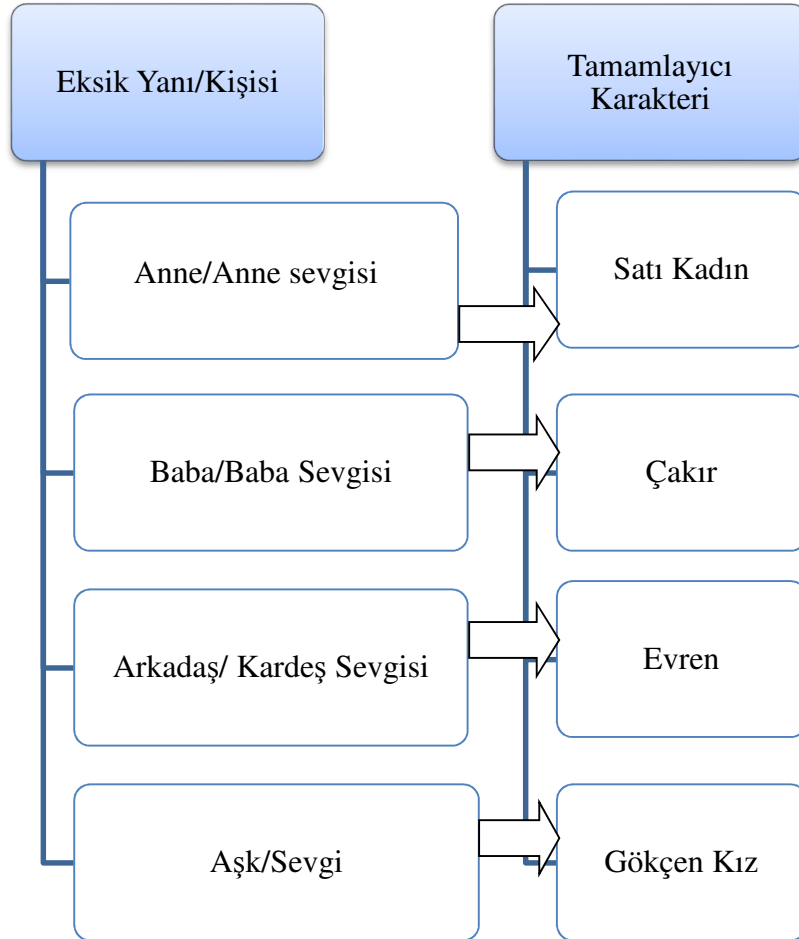 Eksik Yanı/Kişisi
Tamamlayıcı
Karakteri
Anne/Anne sevgisi
Satı Kadın
Baba/Baba Sevgisi
Çakır
Arkadaş/ Kardeş Sevgisi
Evren
Aşk/Sevgi
Gökçen Kız